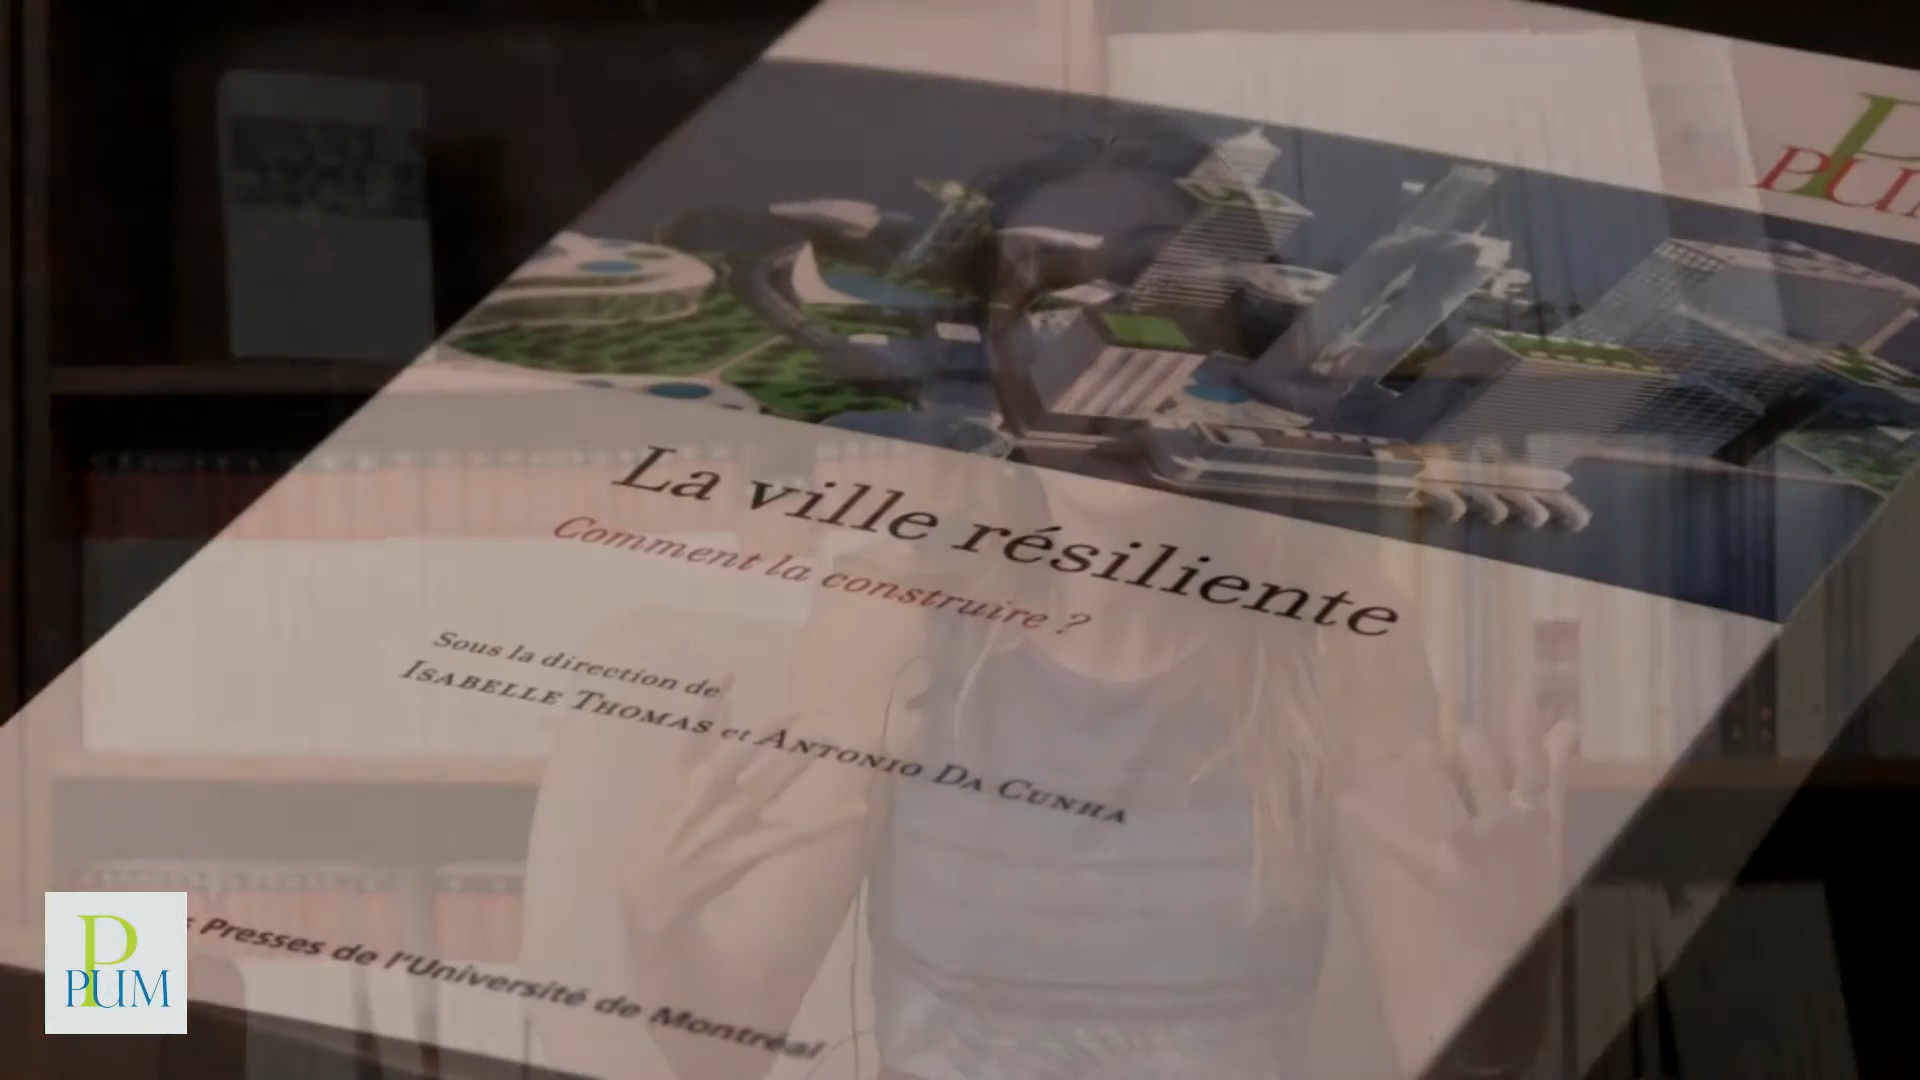 La ville résiliente
Comment la construire ?
Sous la direction de
ISABELLE THOMAS et ANTONIO DA CUNHA
Presses de l'Université de Montréal
P
PUM